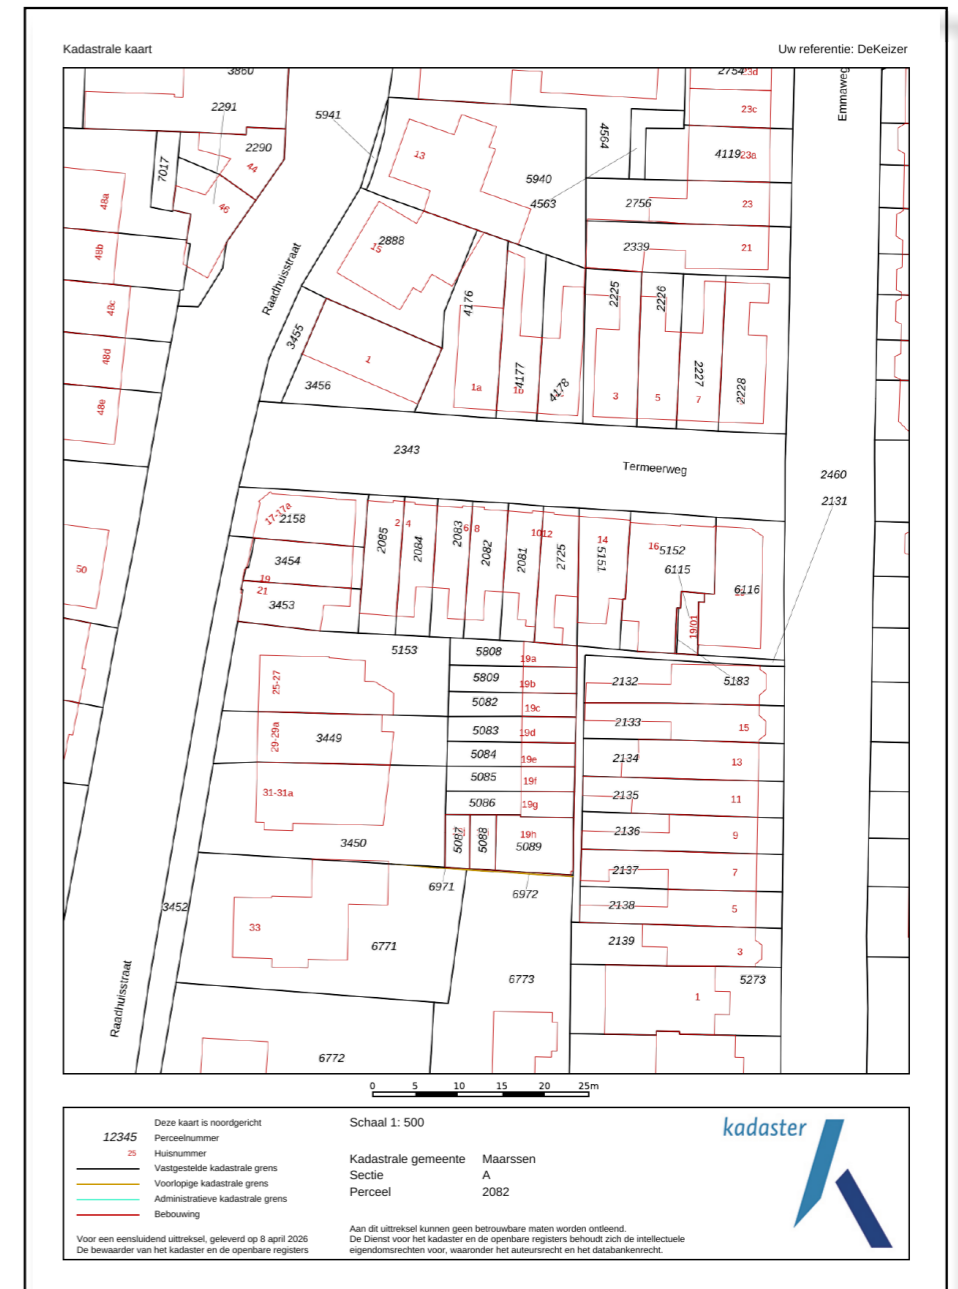 Kadastrale kaart
Uw referentie: DeKeizer
3860
2754
23d
Emmaweg
2291
23c
5941
4564
2290
44
13
4119
23a
7017
5940
48a
46
4563
2756
23
2888
15
2339
21
48b
Raadhuisstraat
48c
4176
2225
2226
3455
48d
1
4177
2227
3456
1a
1b
4178
2228
48e
3
5
7
2343
Termeerweg
2460
2131
17-17a
2158
2085
2
4
2084
2083
6
8
2082
10
12
2081
2725
14
5151
16
5152
3454
6115
50
19
21
6116
3453
19/01
5153
5808
19a
5809
19b
2132
5183
25-27
5082
19c
29-29a
3449
5083
19d
2133
15
5084
19e
2134
13
31-31a
5085
19f
2135
11
5086
19g
3450
5087
5088
19h
5089
2136
9
2137
7
6971
6972
3452
2138
5
33
6771
2139
3
6773
5273
1
Raadhuisstraat
6772
0 5 10 15 20 25m
Deze kaart is noordgericht
12345 Perceelnummer
25 Huisnummer
Vastgestelde kadastrale grens
Voorlopige kadastrale grens
Administratieve kadastrale grens
Bebouwing
Voor een eensluidend uittreksel, geleverd op 8 april 2026
De bewaarder van het kadaster en de openbare registers
Schaal 1: 500
Kadastrale gemeente Maarssen
Sectie A
Perceel 2082
Aan dit uittreksel kunnen geen betrouwbare maten worden ontleend.
De Dienst voor het kadaster en de openbare registers behoudt zich de intellectuele
eigendomsrechten voor, waaronder het auteursrecht en het databankenrecht.
kadaster